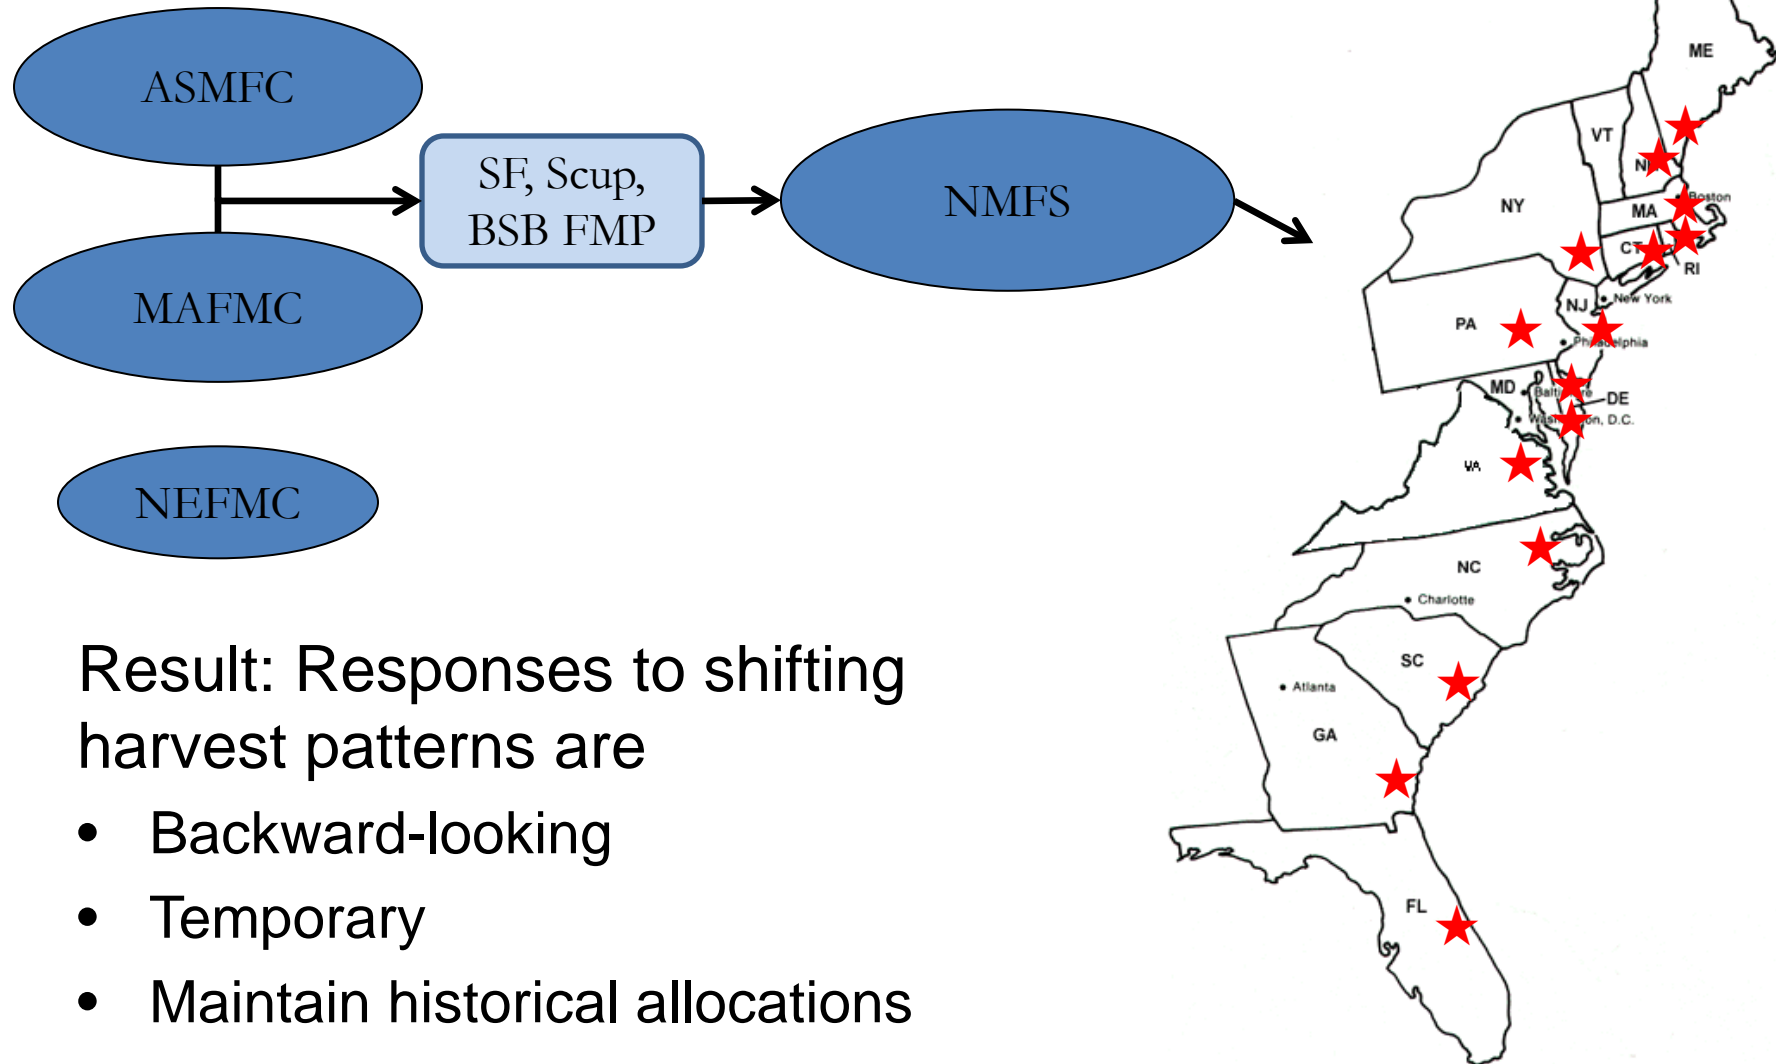 ASMFC
MAFMC
NEFMC
SF, Scup,
BSB FMP
NMFS
Result: Responses to shifting
harvest patterns are
• Backward-looking
• Temporary
• Maintain historical allocations
ME
VT
NY
MA
CT
RI
New York
NJ
PA
MD
DE
VA
NC
Charlotte
SC
Atlanta
GA
FL